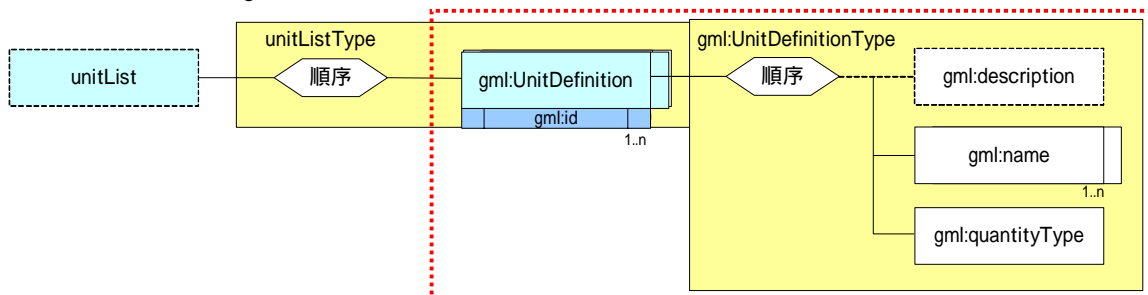 unitList
unitListType
順序
gml:UnitDefinition
gml:id
1..n
gml:UnitDefinitionType
順序
gml:description
gml:name
1..n
gml:quantityType